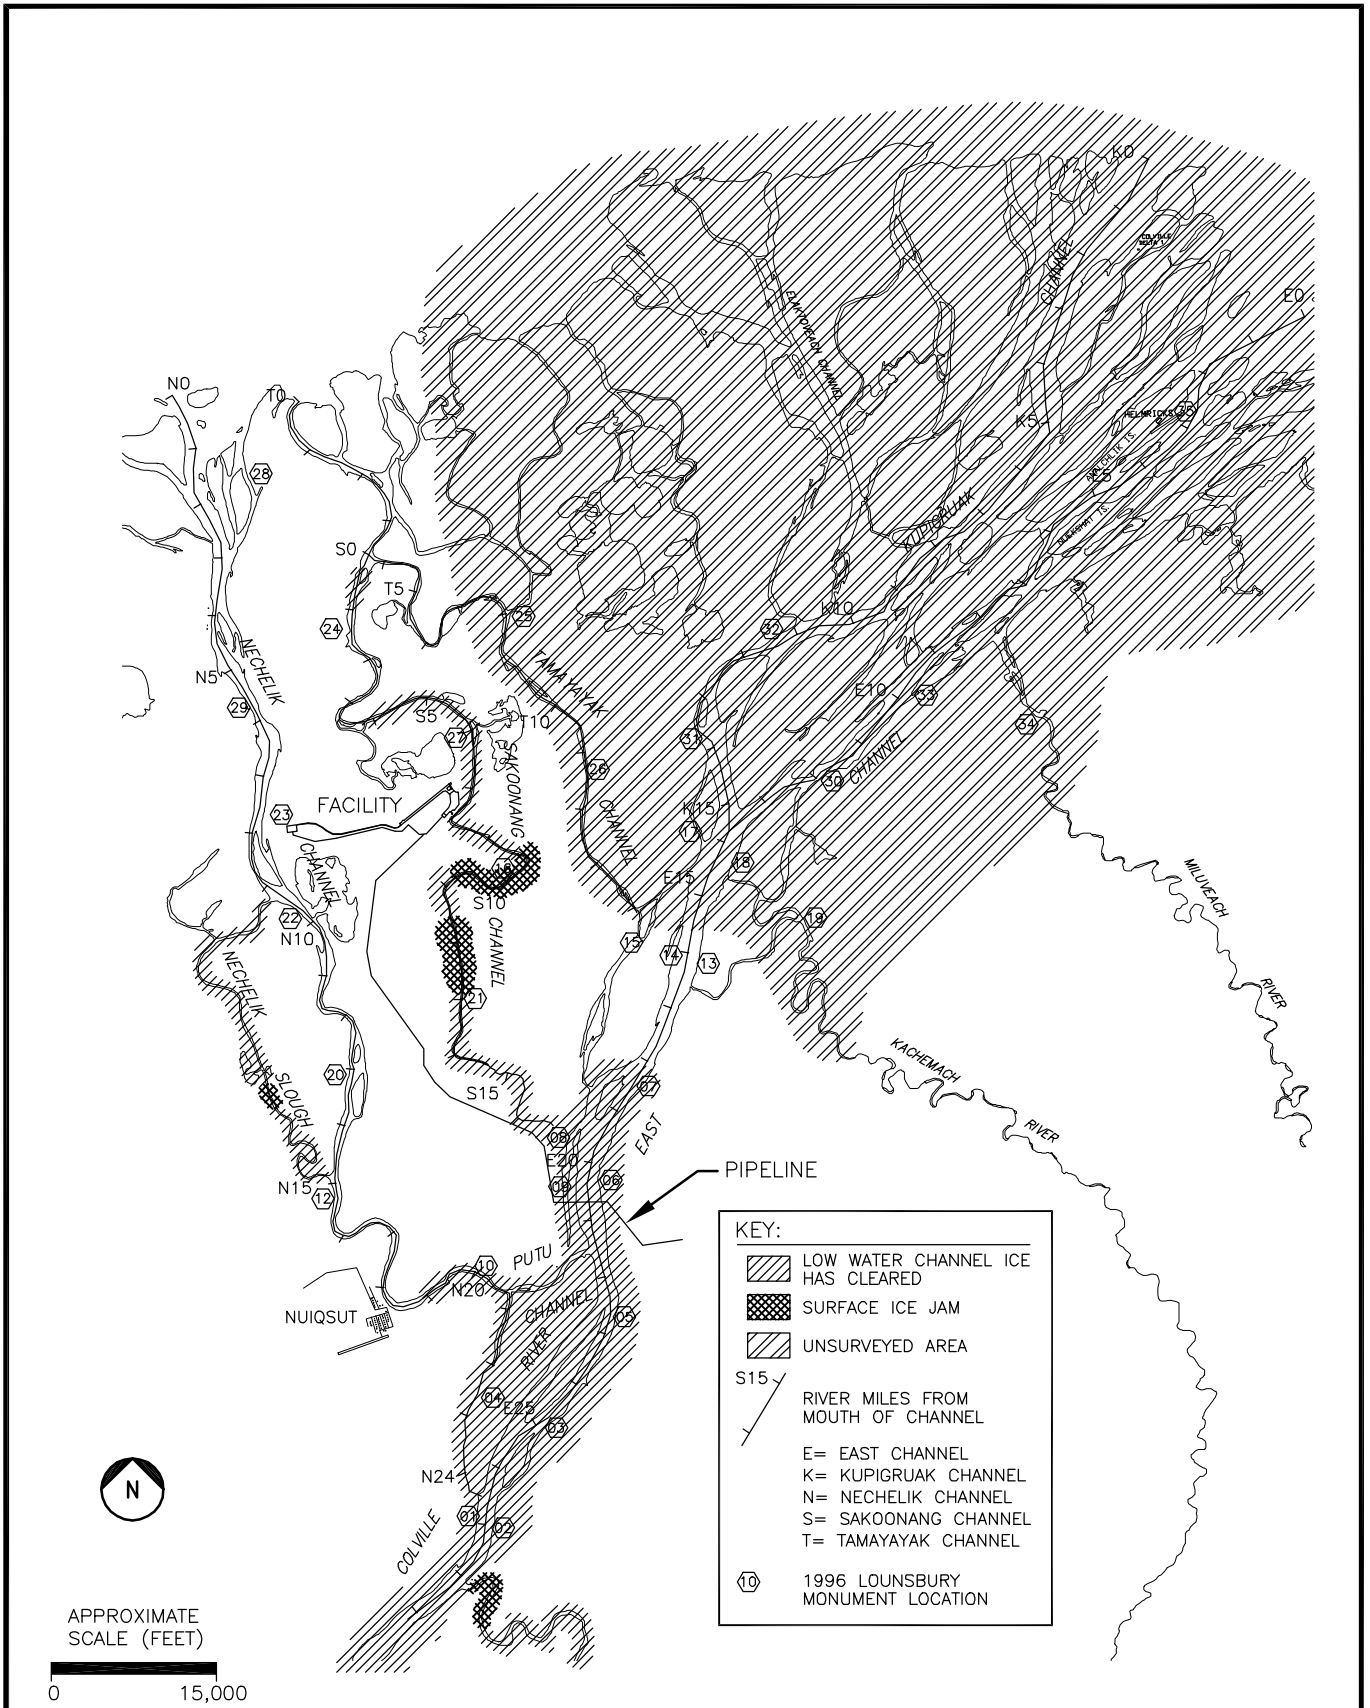 K0
COLVILLE
DELTA 1
CHANNEL
E0
ELAKTOVEACH CHANNEL
N0
T0
HELMRICKS
35
K5
28
E5
KUPIGRUAK
S0
T5
25
K10
24
32
NECHELIK
TAMAYAYAK
N5
E10
33
29
S5
T10
34
27
31
SAKOONANG
CHANNEL
26
30
FACILITY
K15
23
CHANNEL
17
CHANNEL
16
18
MILUVEACH
E15
S10
22
19
N10
CHANNEL
15
14
13
NECHELIK
RIVER
21
KACHEMACH
20
SLOUGH
S15
07
EAST
RIVER
08
E20
PIPELINE
N15
09
06
12
PUTU
10
N20
CHANNEL
NUIQSUT
05
RIVER
04
E25
03
N24
01
02
COLVILLE
N
APPROXIMATE
SCALE (FEET)
0 15,000
KEY:
LOW WATER CHANNEL ICE
HAS CLEARED
SURFACE ICE JAM
UNSURVEYED AREA
S15
RIVER MILES FROM
MOUTH OF CHANNEL
E= EAST CHANNEL
K= KUPIGRUAK CHANNEL
N= NECHELIK CHANNEL
S= SAKOONANG CHANNEL
T= TAMAYAYAK CHANNEL
10
1996 LOUNSBURY
MONUMENT LOCATION